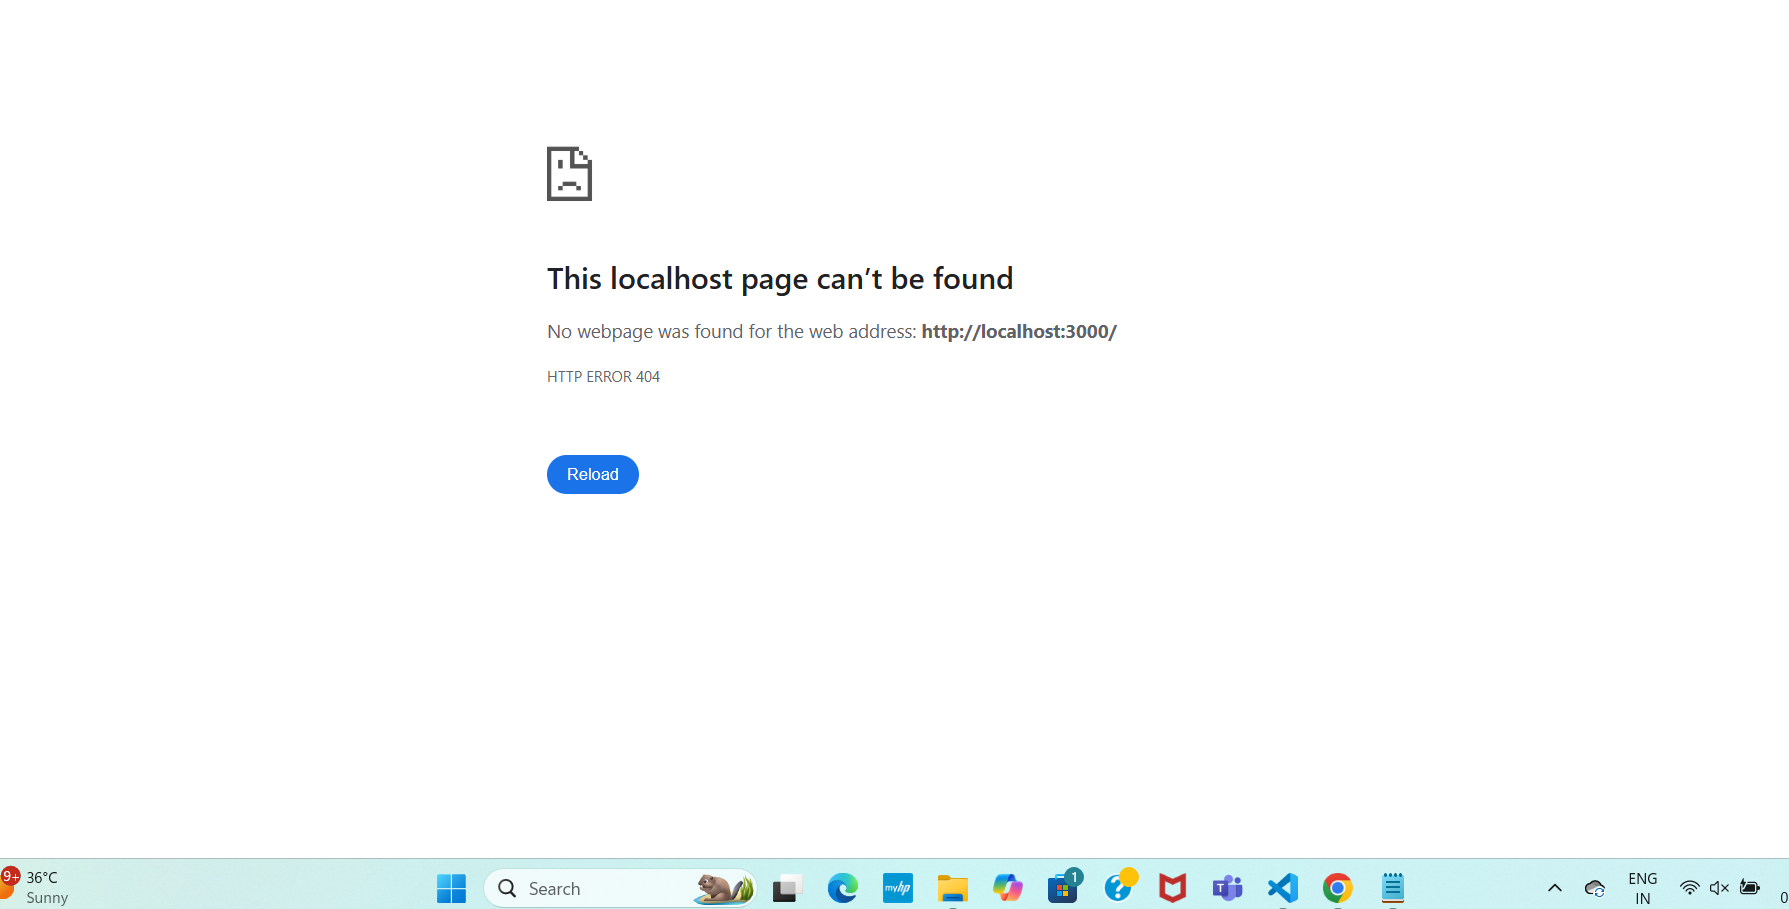 This localhost page can’t be found
No webpage was found for the web address: http://localhost:3000/
HTTP ERROR 404
Reload
9+
36°C
Sunny
Search
myhp
1
ENG
IN
0